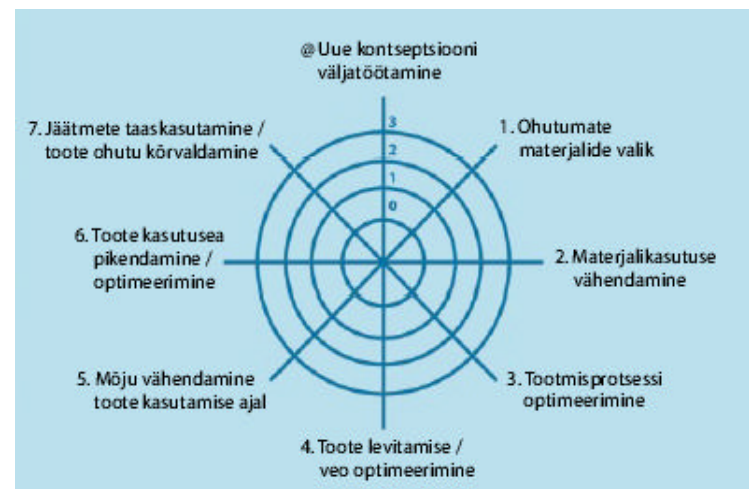 @ Uue kontseptsiooni
väljatöötamine
7. Jäätmete taaskasutamine /
toote ohutu kõrvaldamine
1. Ohutumate
materjalide valik
3
2
1
0
6. Toote kasutusea
pikendamine /
optimeerimine
2. Materjalikasutuse
vähendamine
5. Mõju vähendamine
toote kasutamise ajal
3. Tootmisprotsessi
optimeerimine
4. Toote levitamise /
veo optimeerimine